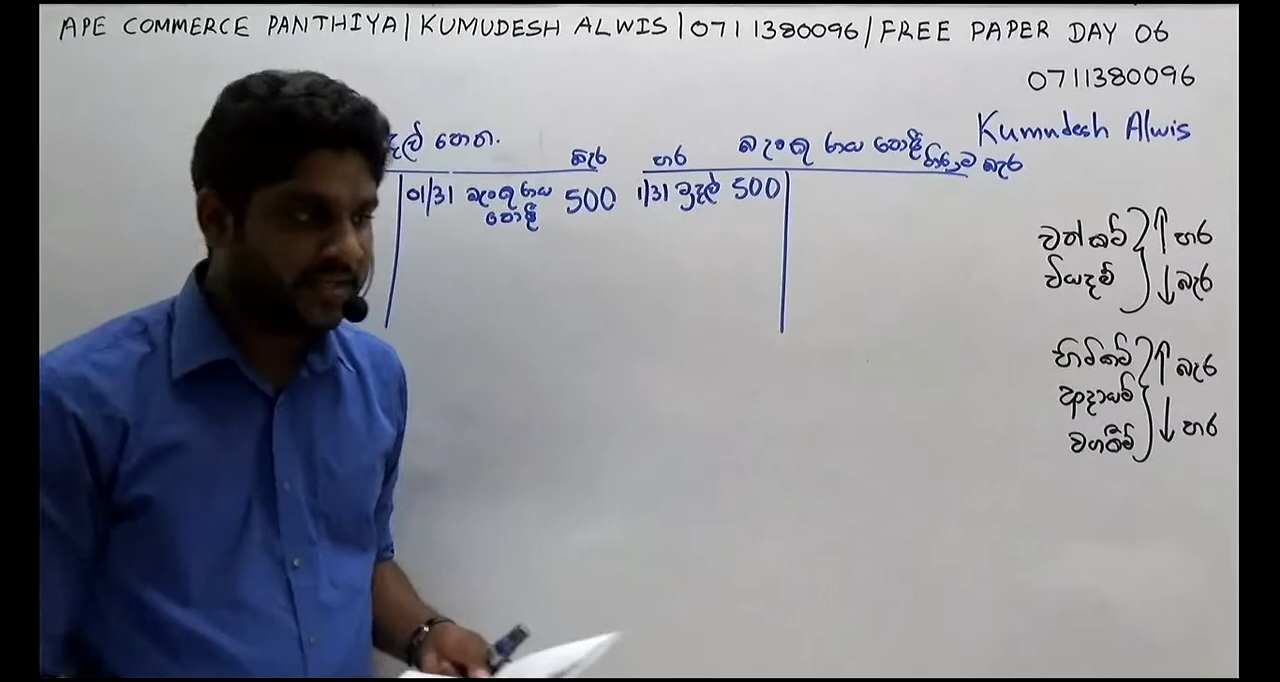 APE COMMERCE PANTHIYA | KUMUDESH ALWIS | 0711380096 / FREE PAPER DAY 06
0711380096
Kumudesh Alwis
බැර
හර බැංකු ණය පොලී ගිණුම බැර
01/31 බැංකු ණය 500
පොලී
1/31 මුදල් 500
වත්කම් ↑ හර
වියදම් ↓ බැර
හිමිකම් ↑ බැර
ආදායම්
වගකීම් ↓ හර